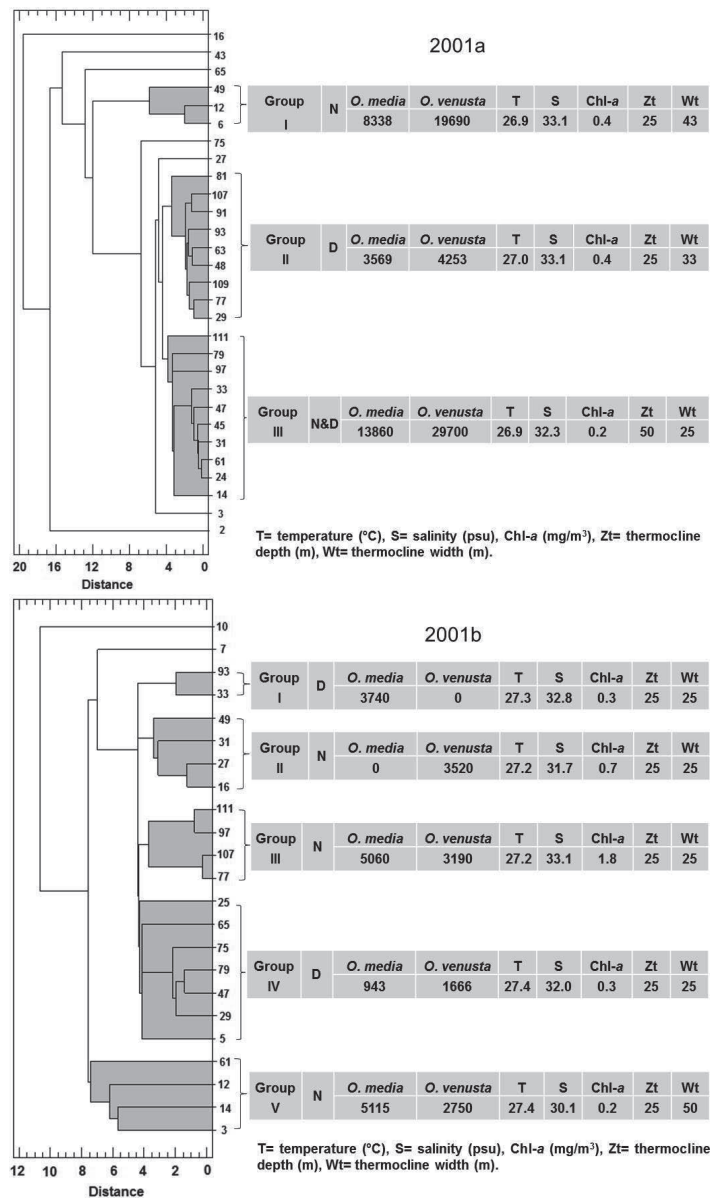 2001a
16
43
65
49
12
6
Group I N O. media O. venusta T S Chl-a Zt Wt
8338 19690 26.9 33.1 0.4 25 43
75
27
81
107
91
93
63
48
109
77
29
Group II D O. media O. venusta T S Chl-a Zt Wt
3569 4253 27.0 33.1 0.4 25 33
111
79
97
33
47
45
31
61
24
14
Group III N&D O. media O. venusta T S Chl-a Zt Wt
13860 29700 26.9 32.3 0.2 50 25
3
2
T= temperature (°C), S= salinity (psu), Chl-a (mg/m³), Zt= thermocline
depth (m), Wt= thermocline width (m).
20 16 12 8 4 0
Distance
2001b
10
7
93
33
Group I D O. media O. venusta T S Chl-a Zt Wt
3740 0 27.3 32.8 0.3 25 25
49
31
27
16
Group II N O. media O. venusta T S Chl-a Zt Wt
0 3520 27.2 31.7 0.7 25 25
111
97
107
77
Group III N O. media O. venusta T S Chl-a Zt Wt
5060 3190 27.2 33.1 1.8 25 25
25
65
75
79
47
29
5
Group IV D O. media O. venusta T S Chl-a Zt Wt
943 1666 27.4 32.0 0.3 25 25
61
12
14
3
Group V N O. media O. venusta T S Chl-a Zt Wt
5115 2750 27.4 30.1 0.2 25 50
T= temperature (°C), S= salinity (psu), Chl-a (mg/m³), Zt= thermocline
depth (m), Wt= thermocline width (m).
12 10 8 6 4 2 0
Distance